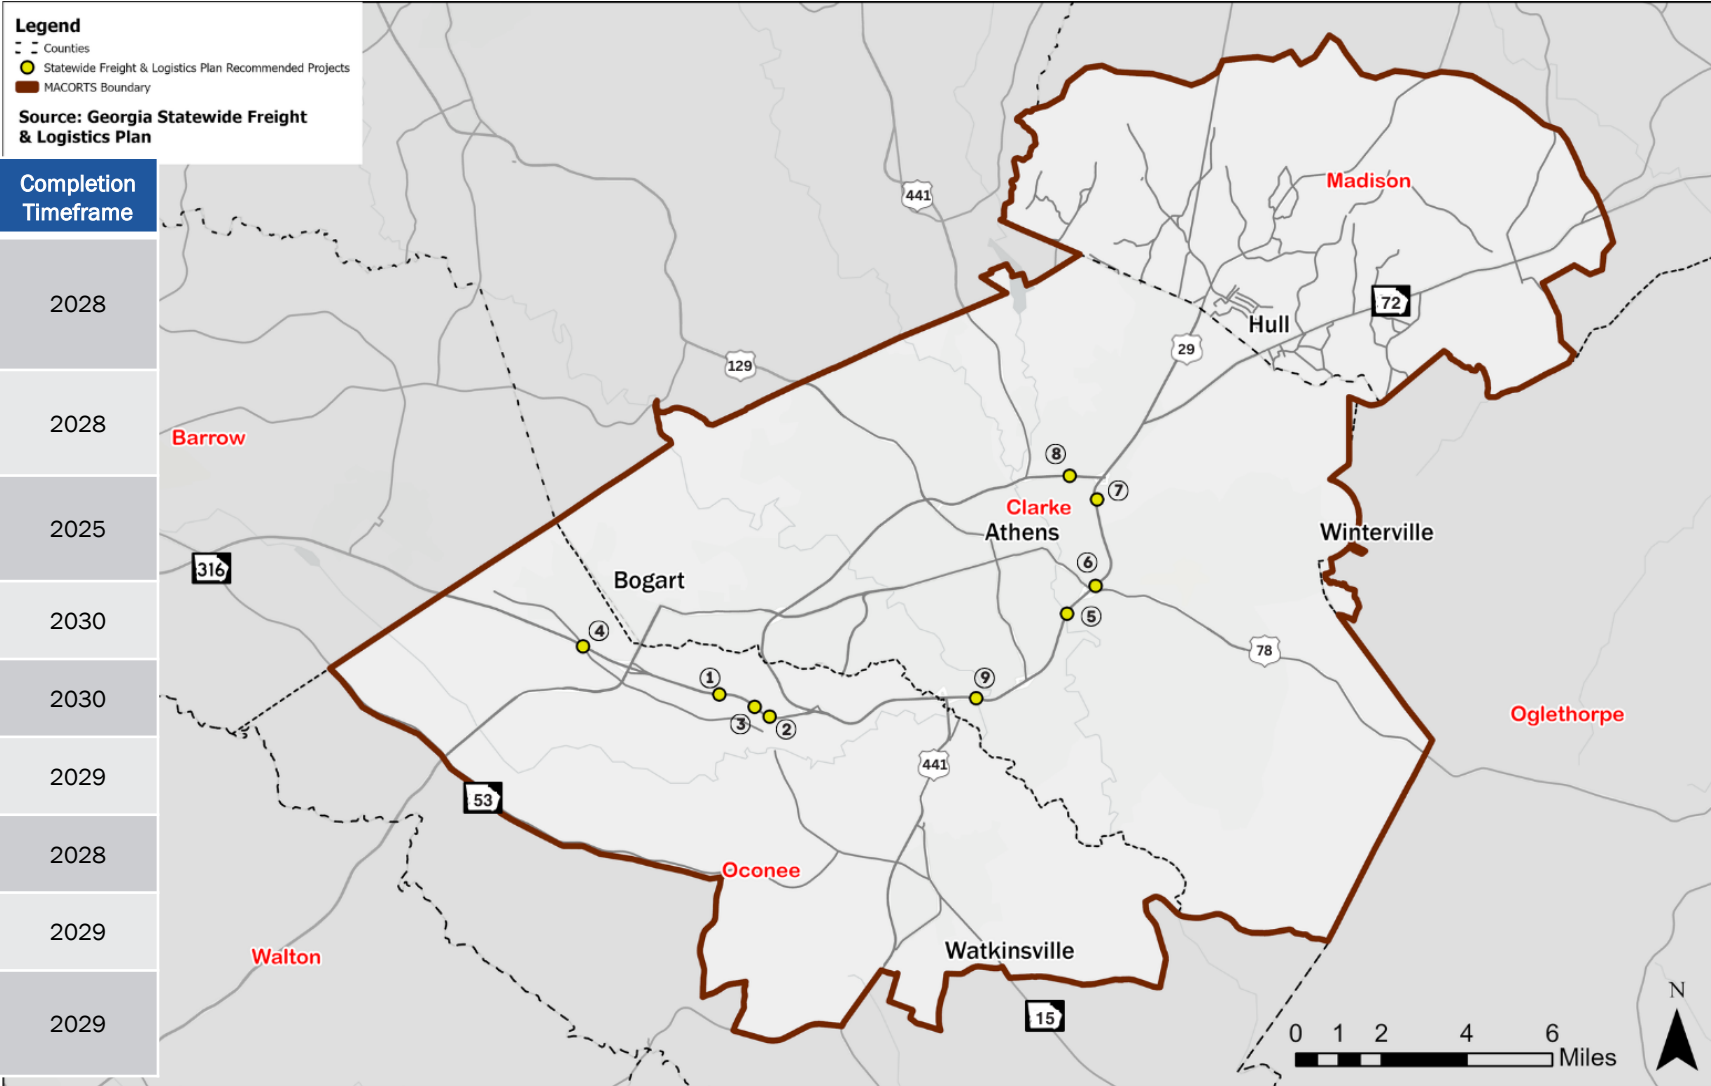 Legend
Counties
Statewide Freight & Logistics Plan Recommended Projects
MACORTS Boundary
Source: Georgia Statewide Freight
& Logistics Plan
Completion
Timeframe
2028
2028
2025
2030
2030
2029
2028
2029
2029
441
Madison
72
Hull
29
129
Barrow
8
7
Clarke
Athens
Winterville
316
Bogart
6
5
4
78
1
9
3
2
Oglethorpe
441
53
Oconee
Watkinsville
Walton
15
N
0 1 2 4 6
Miles